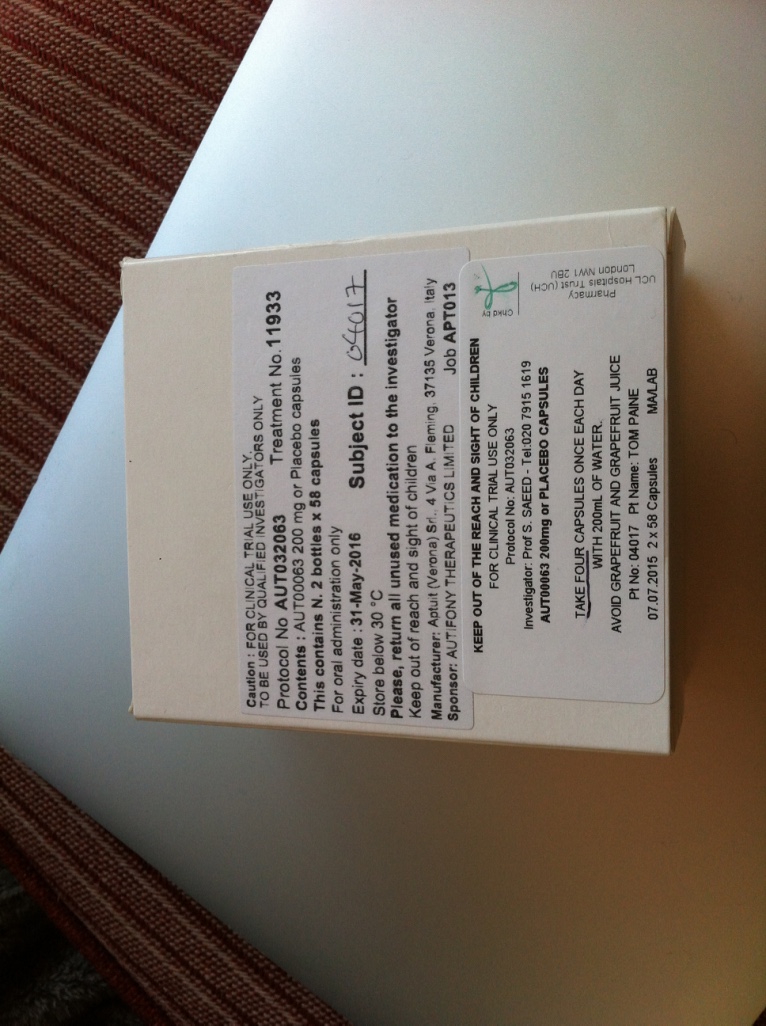 Caution : FOR CLINICAL TRIAL USE ONLY.
TO BE USED BY QUALIFIED INVESTIGATORS ONLY
Protocol No AUT032063 Treatment No.11933
Contents : AUT00063 200 mg or Placebo capsules
This contains N. 2 bottles x 58 capsules
For oral administration only
Expiry date : 31-May-2016 Subject ID : 04017
Store below 30 °C
Please, return all unused medication to the investigator
Keep out of reach and sight of children
Manufacturer: Aptuit (Verona) Srl., 4 Via A. Fleming, 37135 Verona, Italy
Sponsor: AUTIFONY THERAPEUTICS LIMITED Job APT013
KEEP OUT OF THE REACH AND SIGHT OF CHILDREN
FOR CLINICAL TRIAL USE ONLY
Protocol No: AUT032063
Investigator: Prof S. SAEED - Tel:020 7915 1619
AUT00063 200mg or PLACEBO CAPSULES
TAKE FOUR CAPSULES ONCE EACH DAY
WITH 200mL OF WATER.
AVOID GRAPEFRUIT AND GRAPEFRUIT JUICE
Pt No: 04017 Pt Name: TOM PAINE
07.07.2015 2 x 58 Capsules MA/LAB
Chkd by
Pharmacy
UCL Hospitals Trust (UCH)
London NW1 2BU